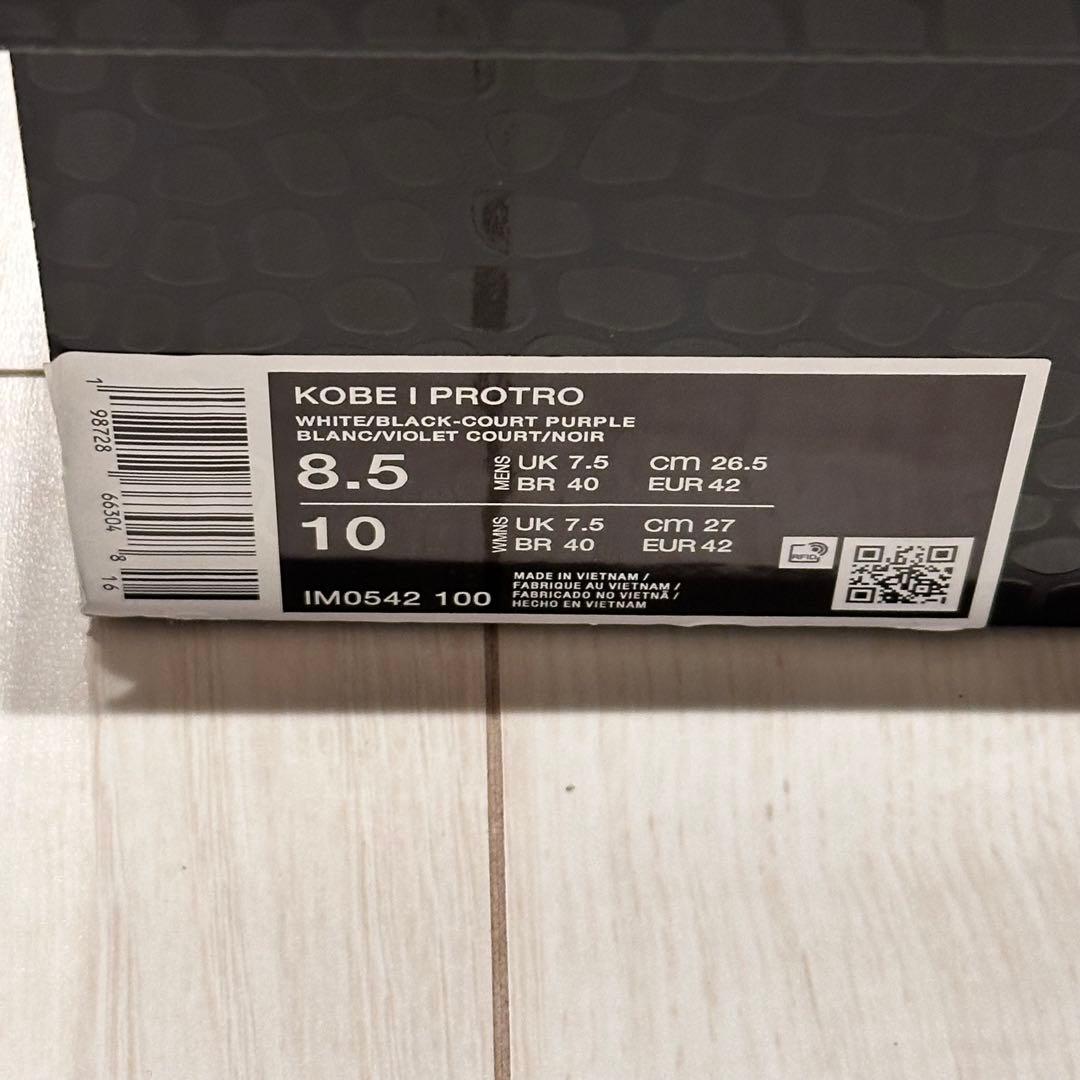 KOBE I PROTRO
WHITE/BLACK-COURT PURPLE
BLANC/VIOLET COURT/NOIR
8.5 MENS UK 7.5 cm 26.5
BR 40 EUR 42
10 WMNS UK 7.5 cm 27
BR 40 EUR 42
RFID
IM0542 100
MADE IN VIETNAM /
FABRIQUE AU VIETNAM /
FABRICADO NO VIETNÃ /
HECHO EN VIETNAM
1 98728 66304 8 16